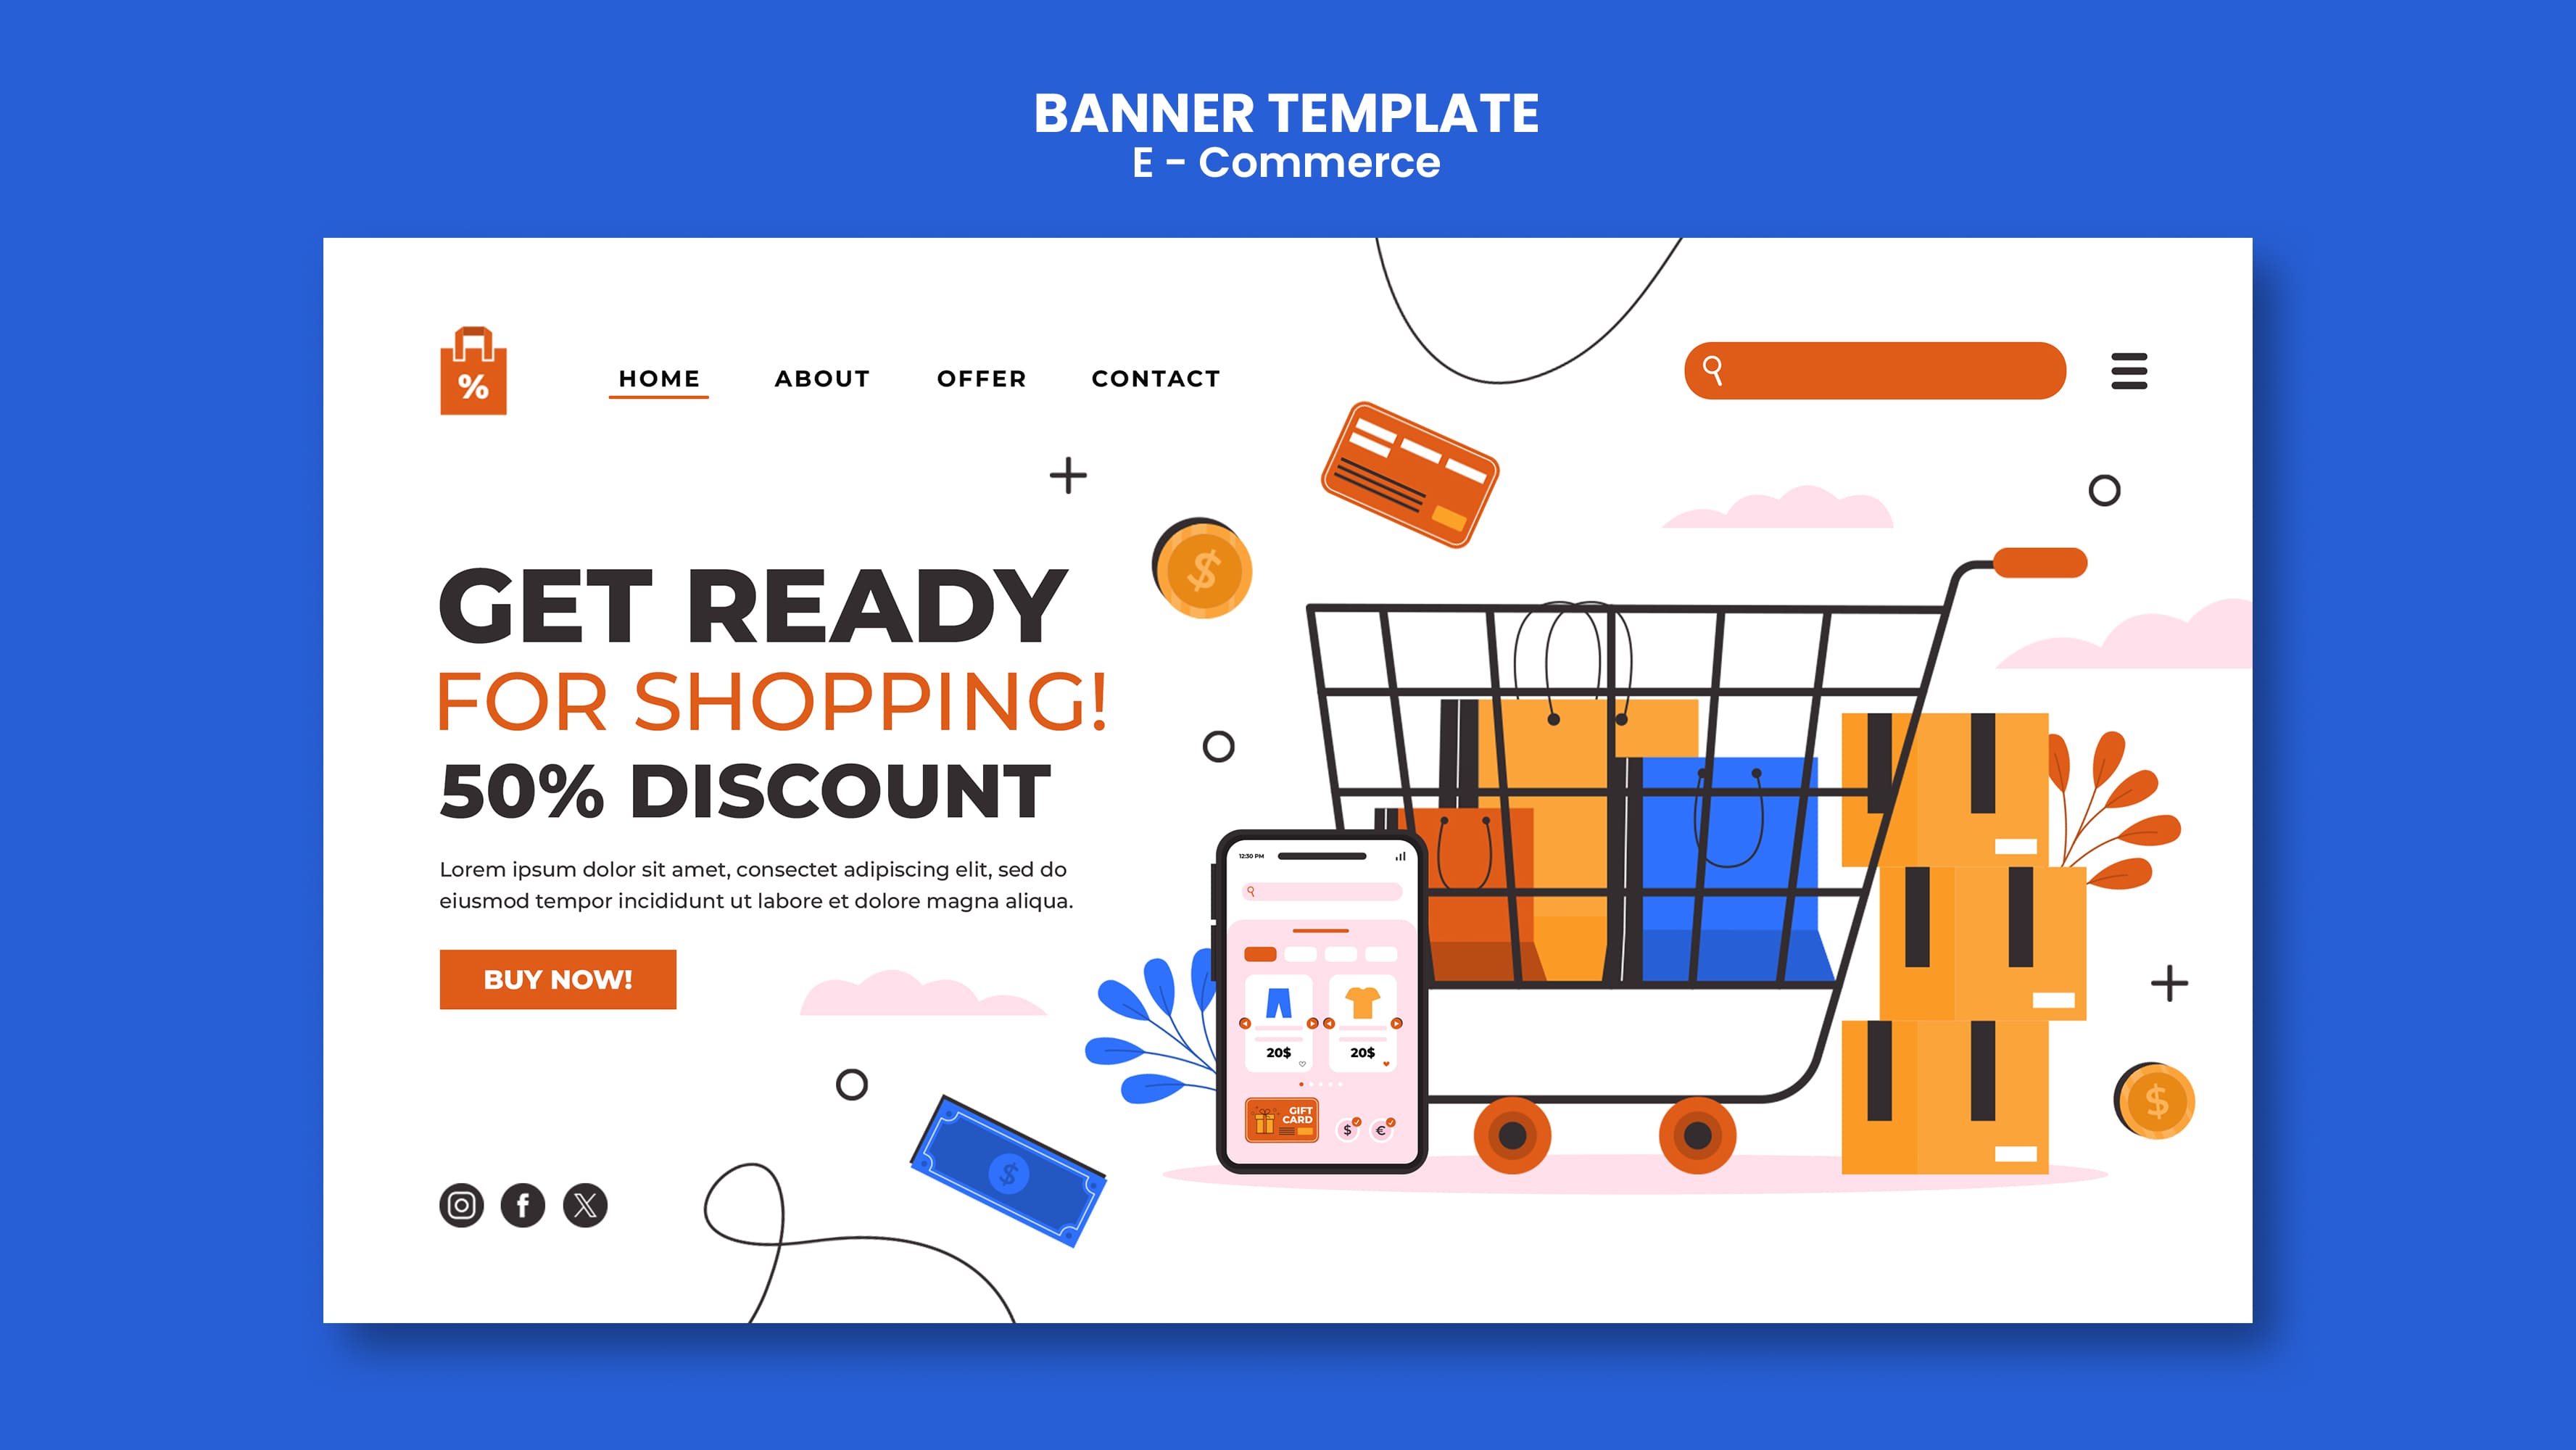 BANNER TEMPLATE
E - Commerce
%
HOME ABOUT OFFER CONTACT
$
GET READY
FOR SHOPPING!
50% DISCOUNT
Lorem ipsum dolor sit amet, consectetur adipiscing elit, sed do
eiusmod tempor incididunt ut labore et dolore magna aliqua.
BUY NOW!
12:30 PM
20$ 20$
GIFT
CARD
$ €
$
$